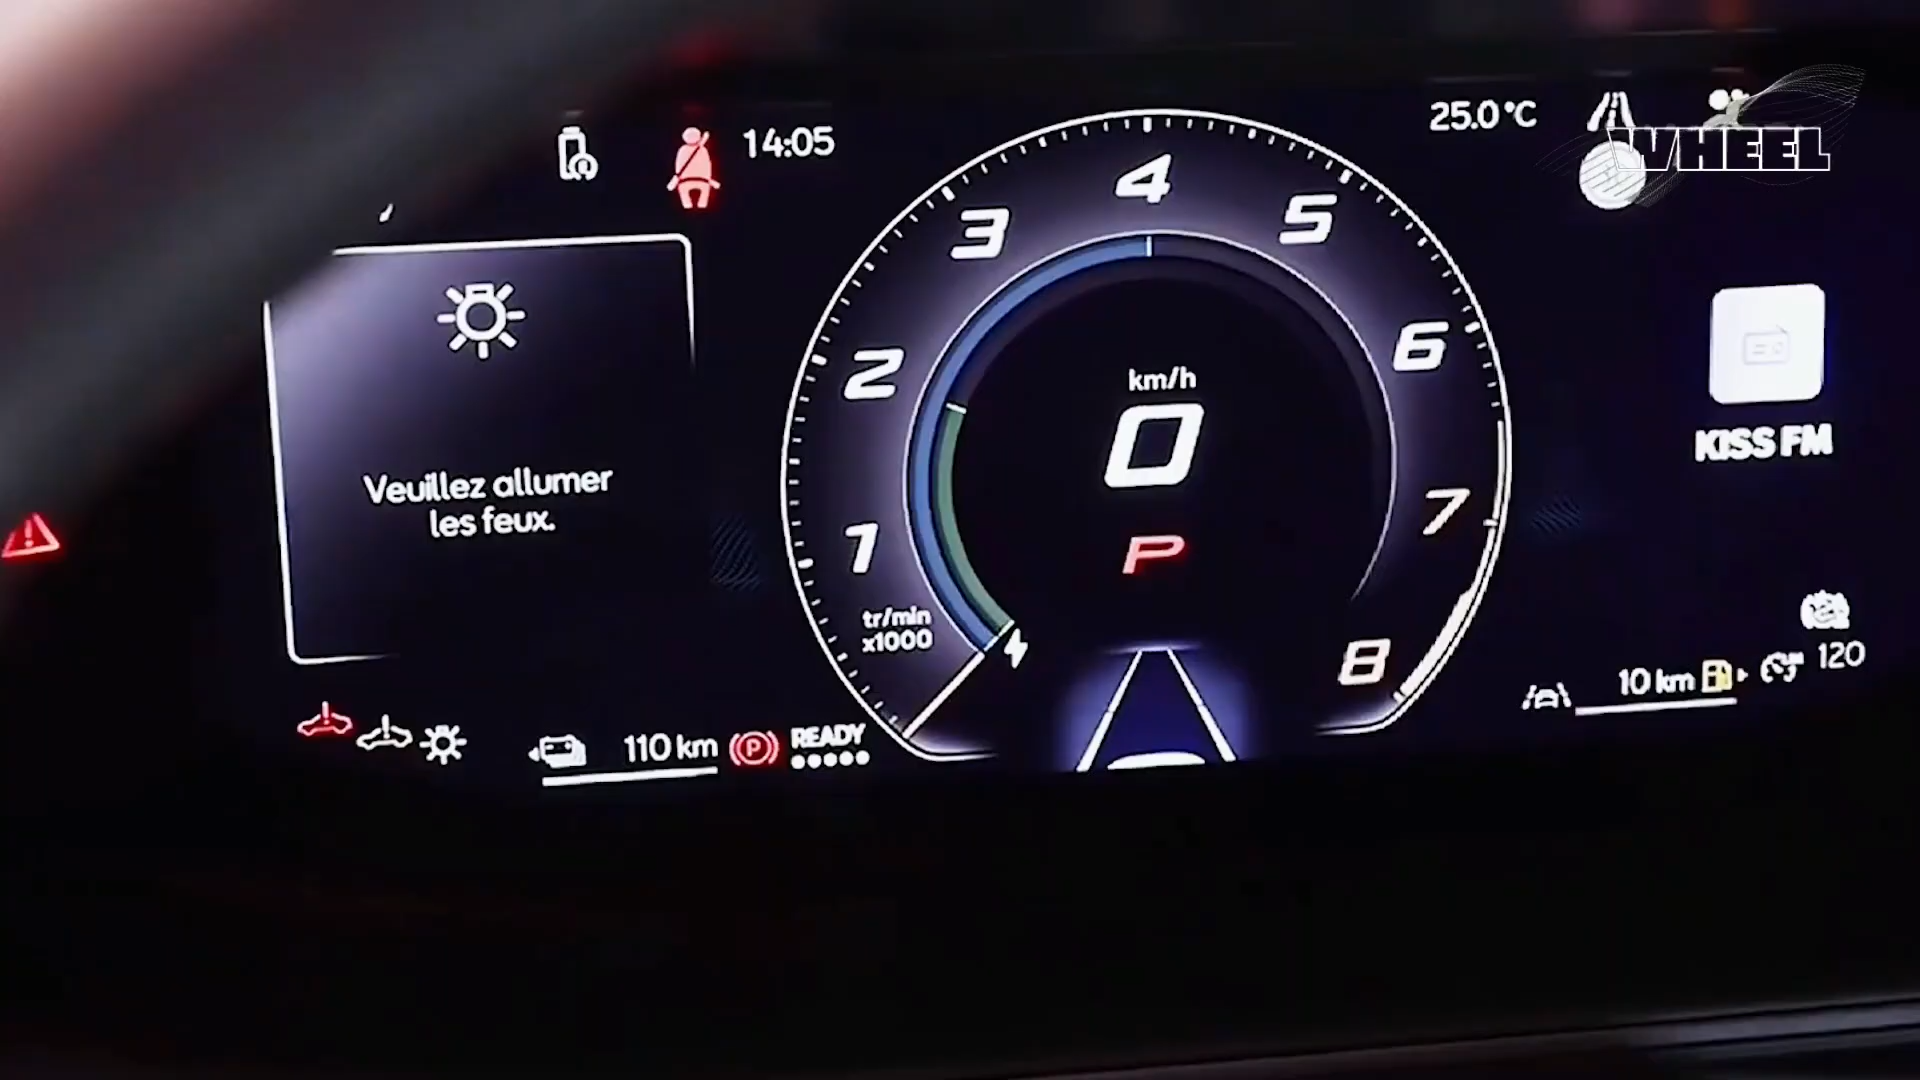 14:05
25.0°C
WHEEL
Veuillez allumer
les feux.
1
2
3
4
5
6
7
8
tr/min
x1000
km/h
0
P
KISS FM
110 km
P
READY
10 km
120